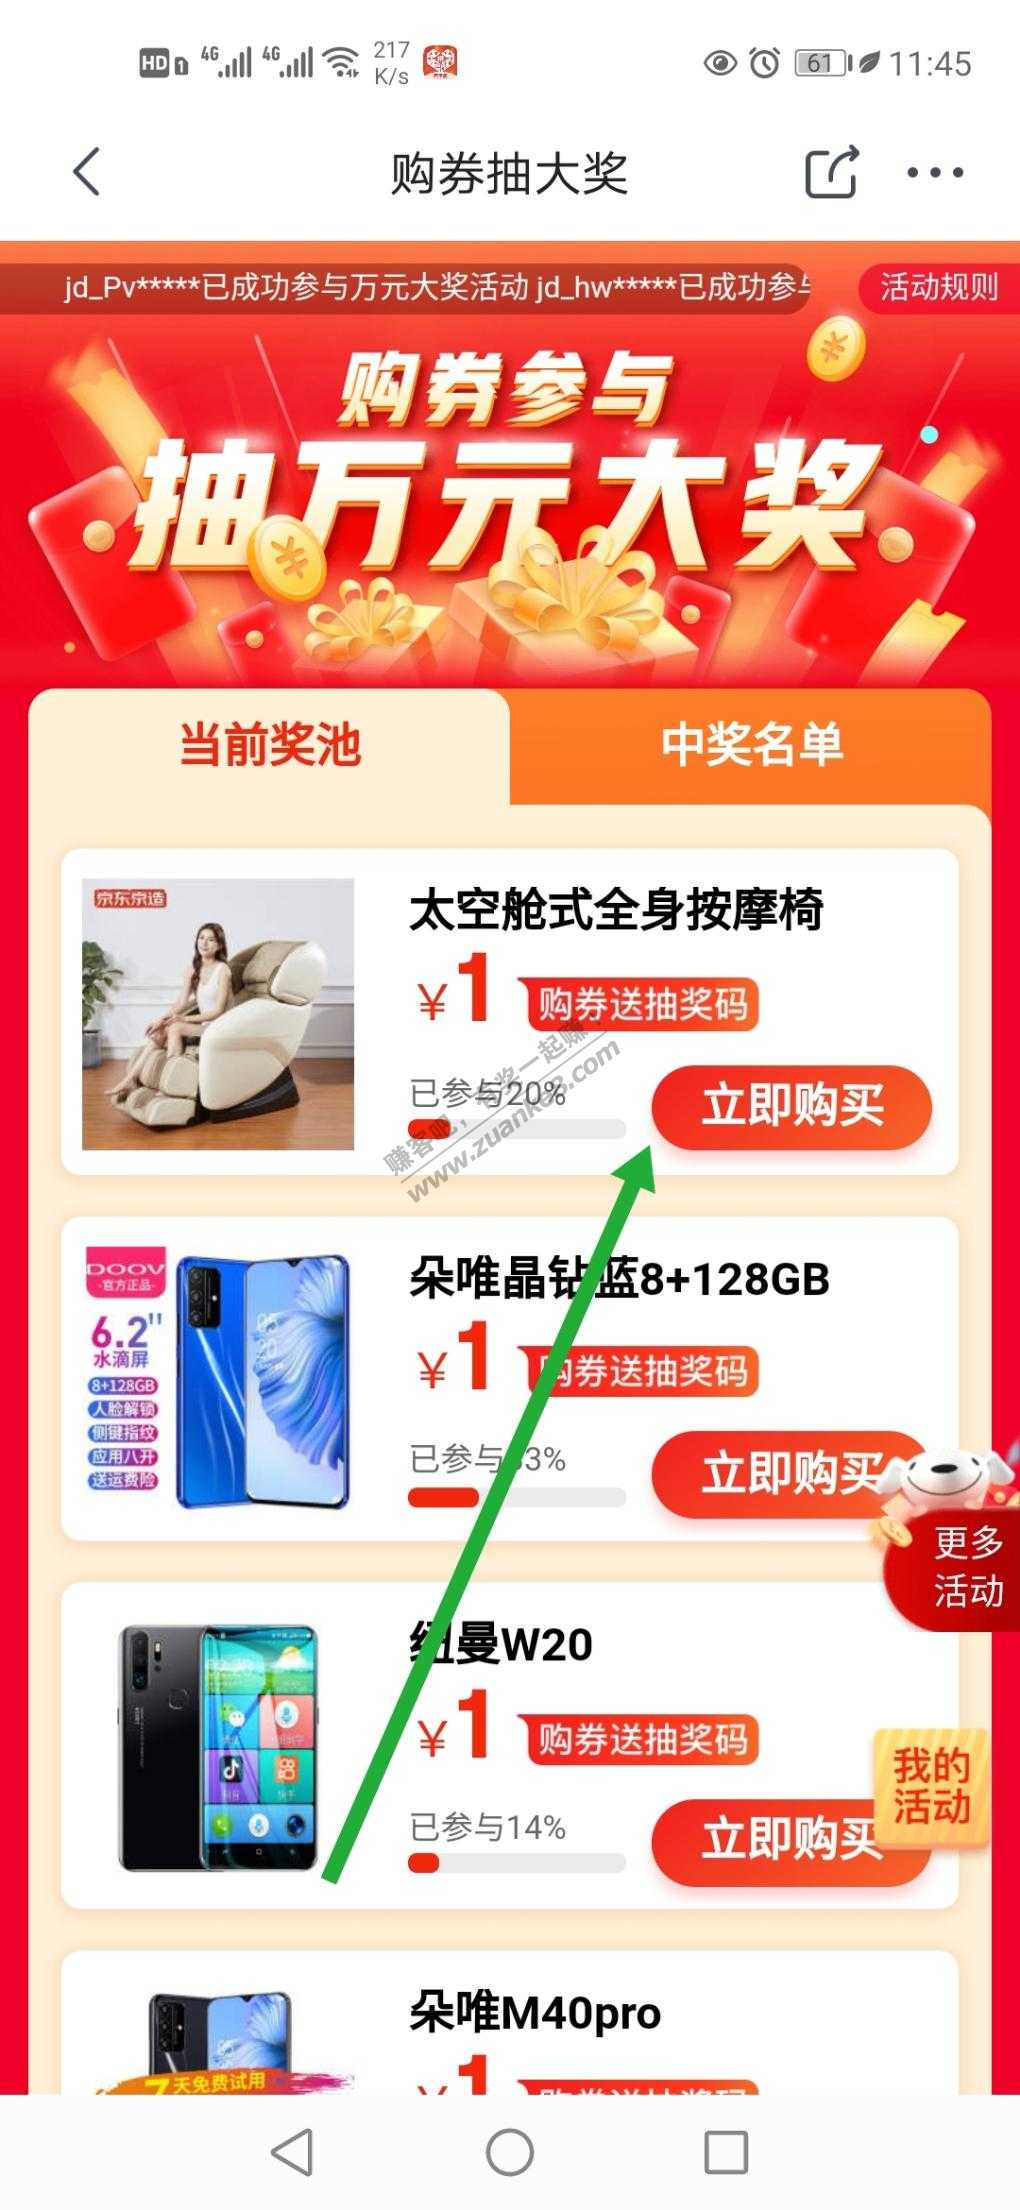 HD 1 4G 4G 217 K/s 61 11:45
购券抽大奖
jd_Pv*****已成功参与万元大奖活动 jd_hw*****已成功参与
活动规则
购券参与
抽万元大奖
当前奖池
中奖名单
京东京造
太空舱式全身按摩椅
¥1 购券送抽奖码
已参与20%
立即购买
赚客吧，有奖一起赚！
www.zuanke8.com
DOOV
官方正品
6.2"
水滴屏
8+128GB
人脸解锁
侧键指纹
应用八开
送运费险
朵唯晶钻蓝8+128GB
¥1 购券送抽奖码
已参与3%
立即购买
更多
活动
纽曼W20
¥1 购券送抽奖码
已参与14%
立即购买
我的
活动
朵唯M40pro
¥1 购券送抽奖码
7天免费试用